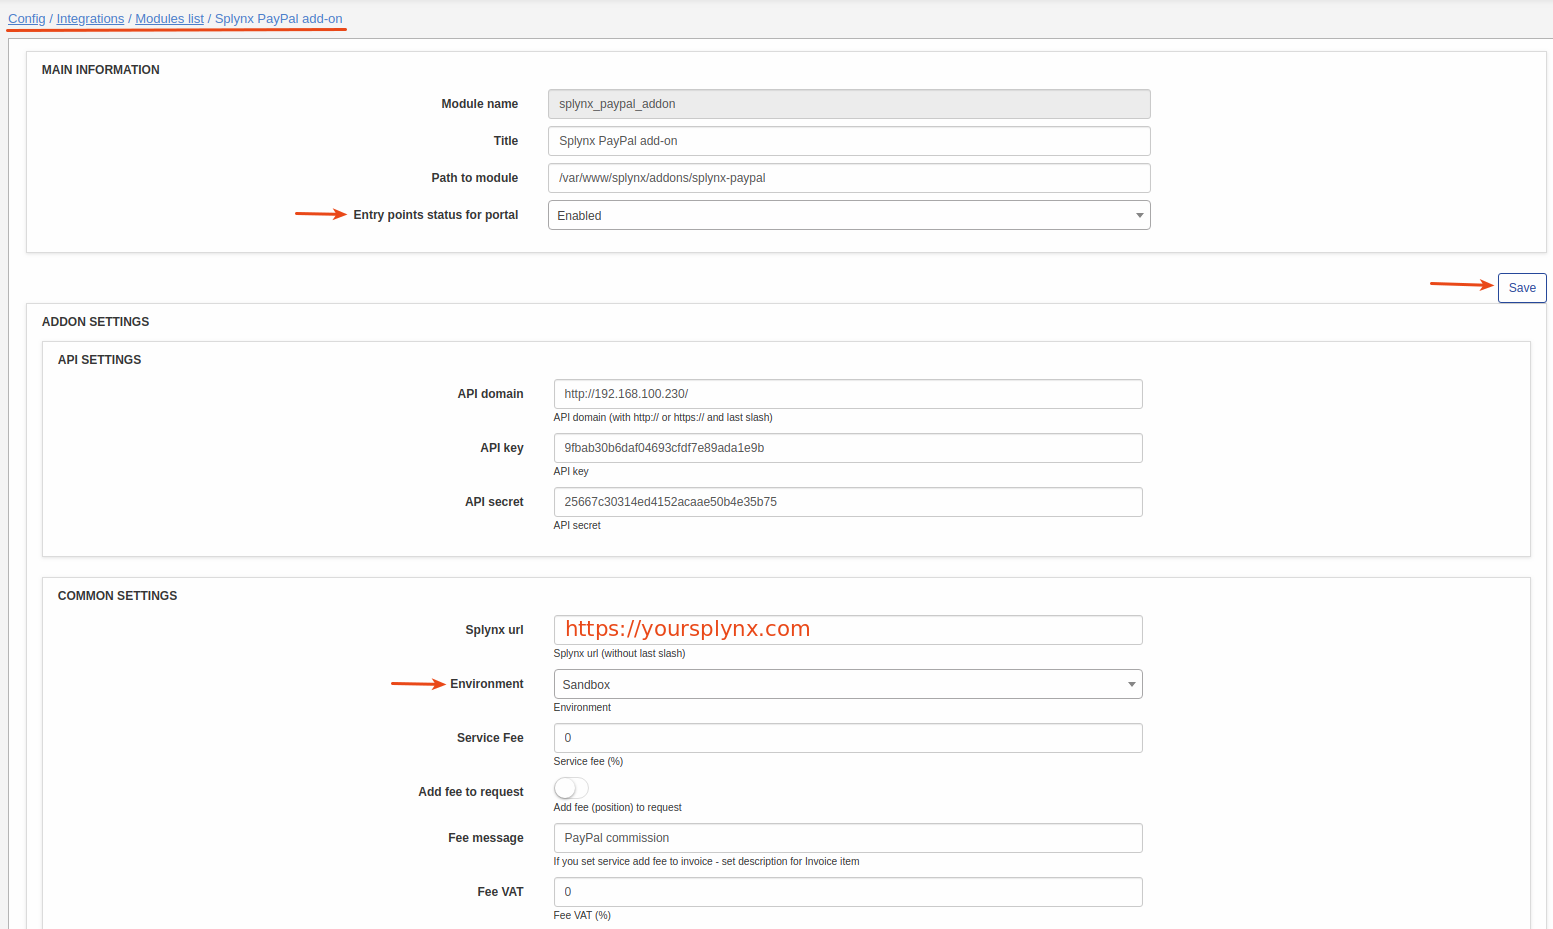 Config / Integrations / Modules list / Splynx PayPal add-on
MAIN INFORMATION
Module name splynx_paypal_addon
Title Splynx PayPal add-on
Path to module /var/www/splynx/addons/splynx-paypal
Entry points status for portal Enabled
Save
ADDON SETTINGS
API SETTINGS
API domain http://192.168.100.230/
API domain (with http:// or https:// and last slash)
API key 9fbab30b6daf04693cfdf7e89ada1e9b
API key
API secret 25667c30314ed4152acaae50b4e35b75
API secret
COMMON SETTINGS
Splynx url https://yoursplynx.com
Splynx url (without last slash)
Environment Sandbox
Environment
Service Fee 0
Service fee (%)
Add fee to request
Add fee (position) to request
Fee message PayPal commission
If you set service add fee to invoice - set description for Invoice item
Fee VAT 0
Fee VAT (%)